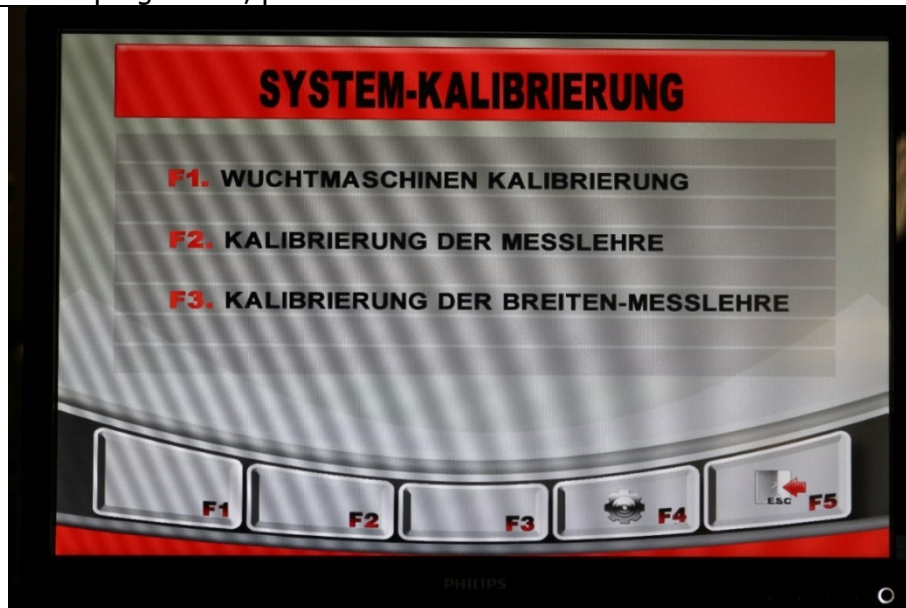 SYSTEM-KALIBRIERUNG
F1. WUCHTMASCHINEN KALIBRIERUNG
F2. KALIBRIERUNG DER MESSLEHRE
F3. KALIBRIERUNG DER BREITEN-MESSLEHRE
F1
F2
F3
F4
ESC F5
PHILIPS